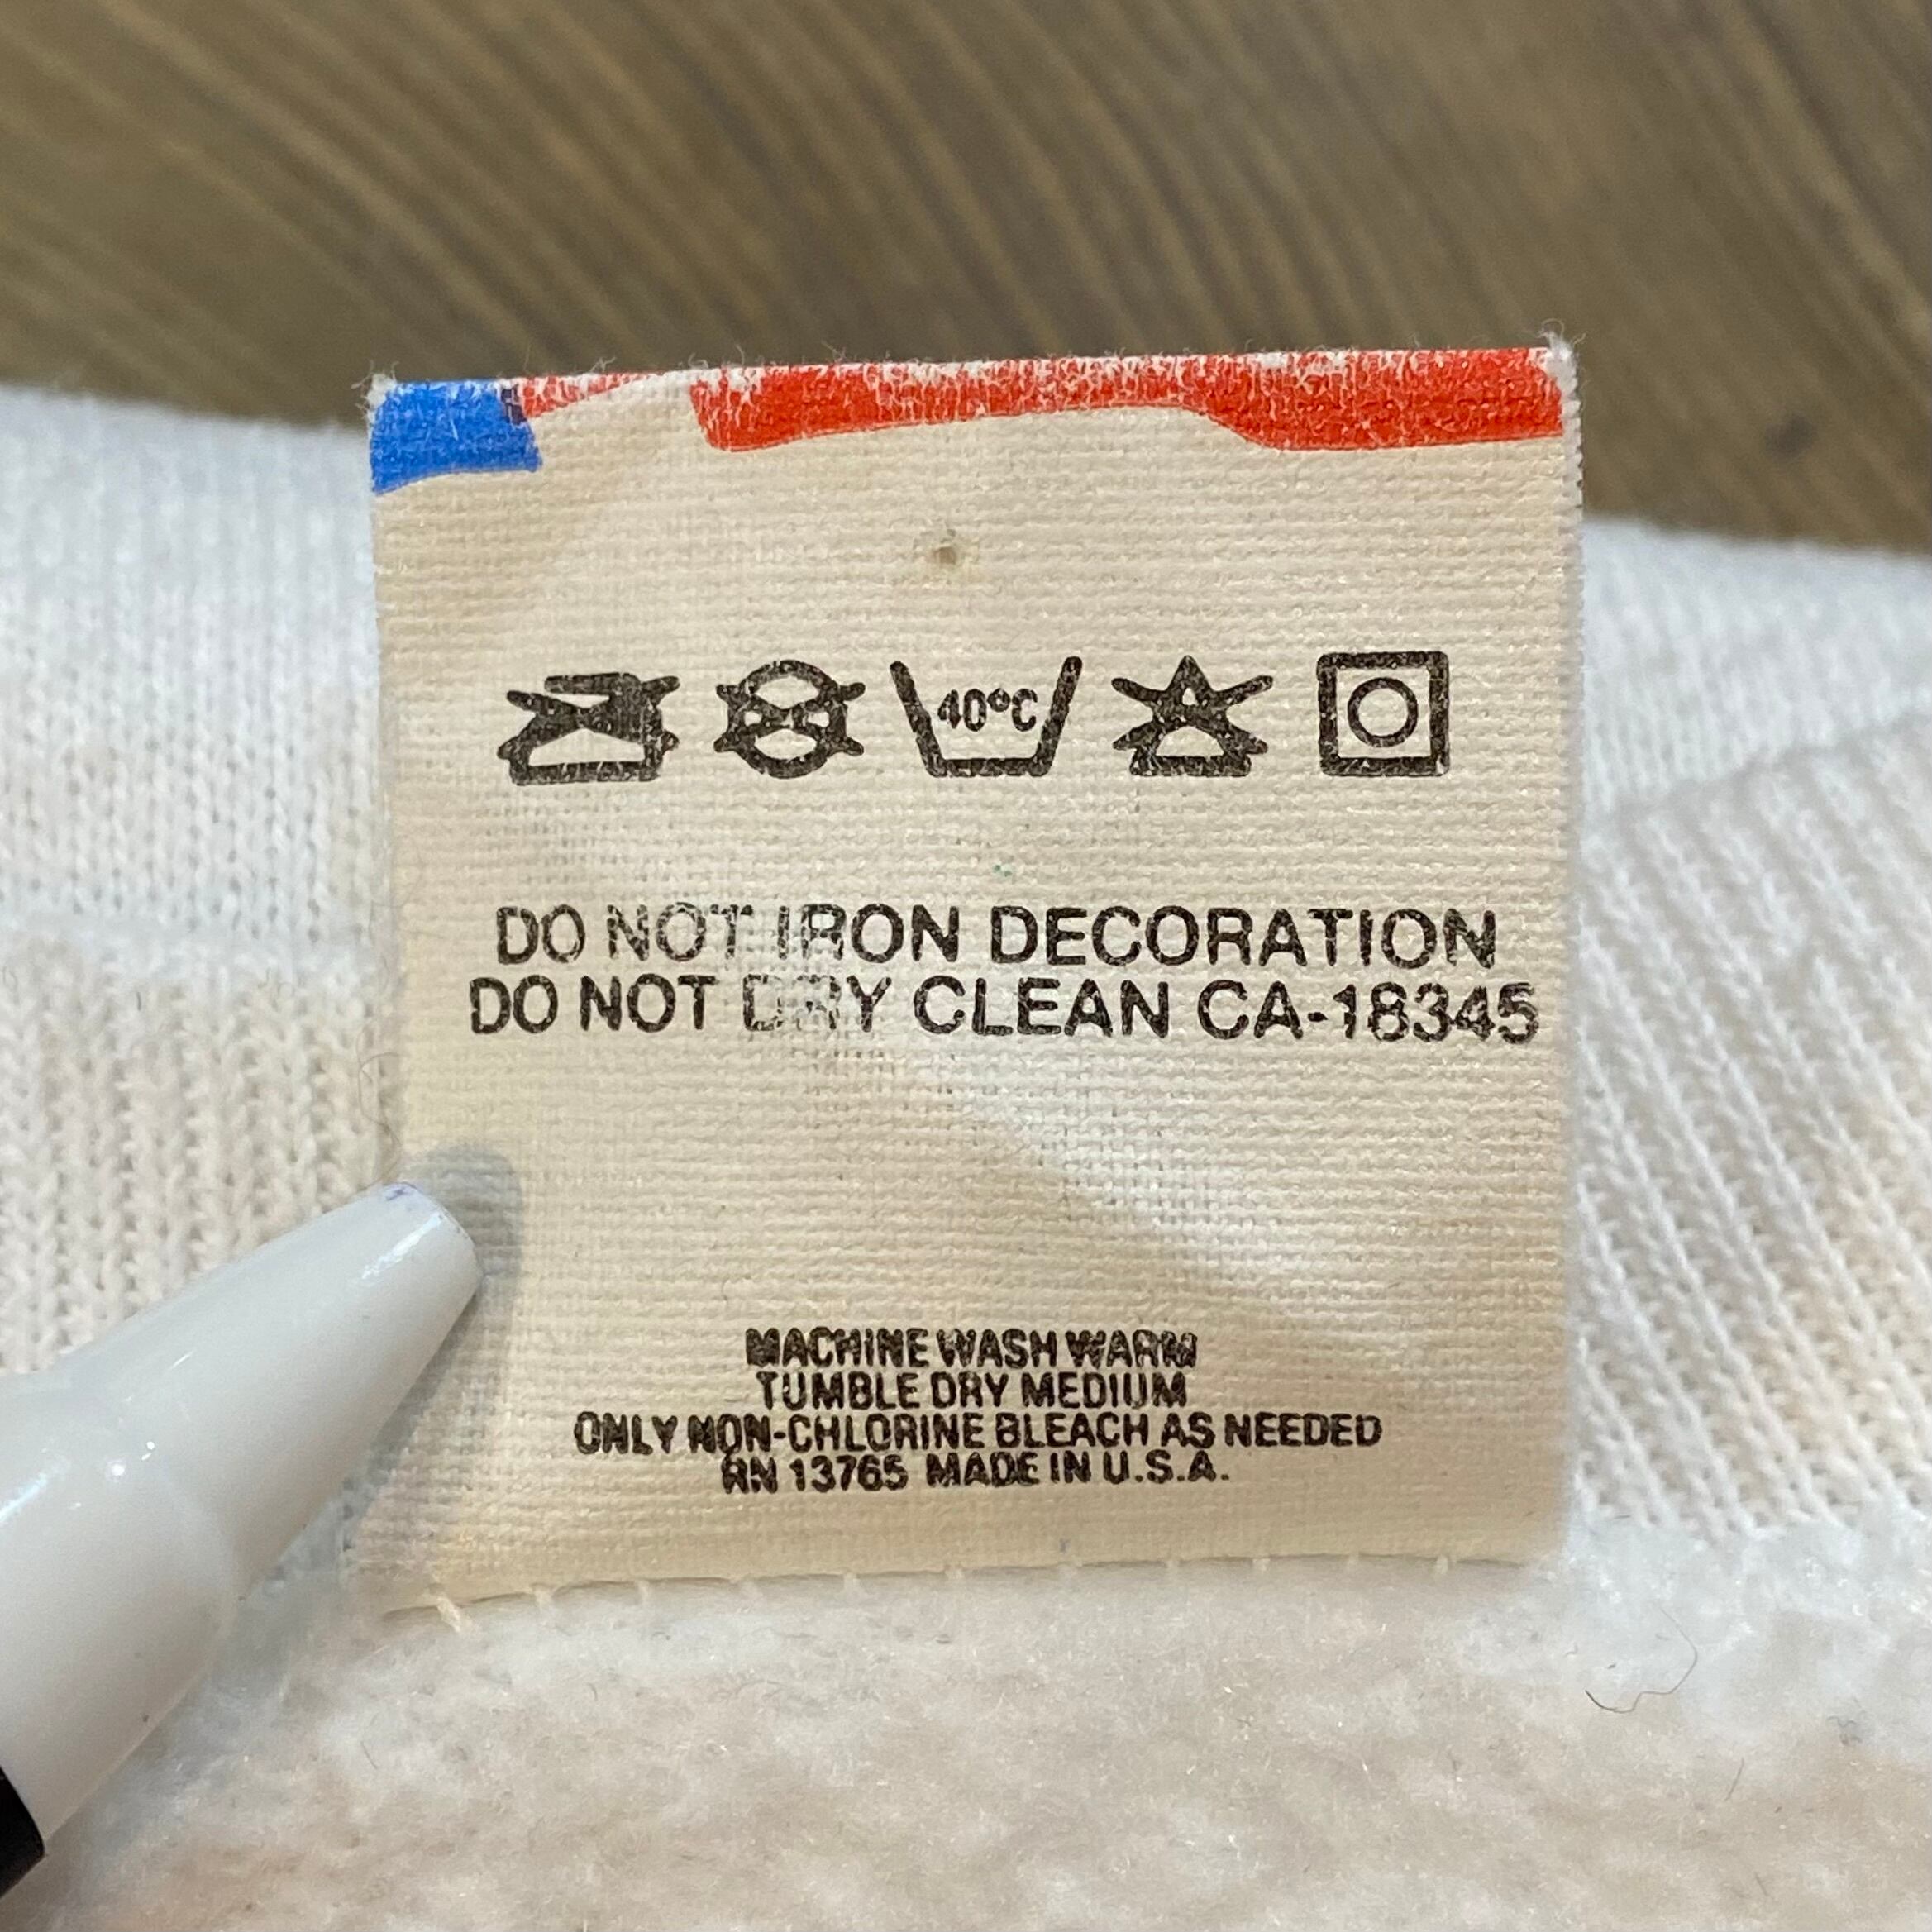 40°C
DO NOT IRON DECORATION
DO NOT DRY CLEAN CA-18345
MACHINE WASH WARM
TUMBLE DRY MEDIUM
ONLY NON-CHLORINE BLEACH AS NEEDED
RN 13765 MADE IN U.S.A.